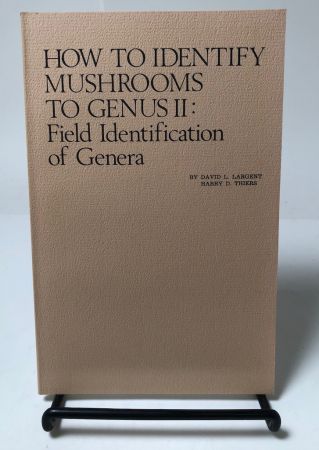 HOW TO IDENTIFY
MUSHROOMS
TO GENUS II:
Field Identification
of Genera
BY DAVID L. LARGENT
HARRY D. THIERS